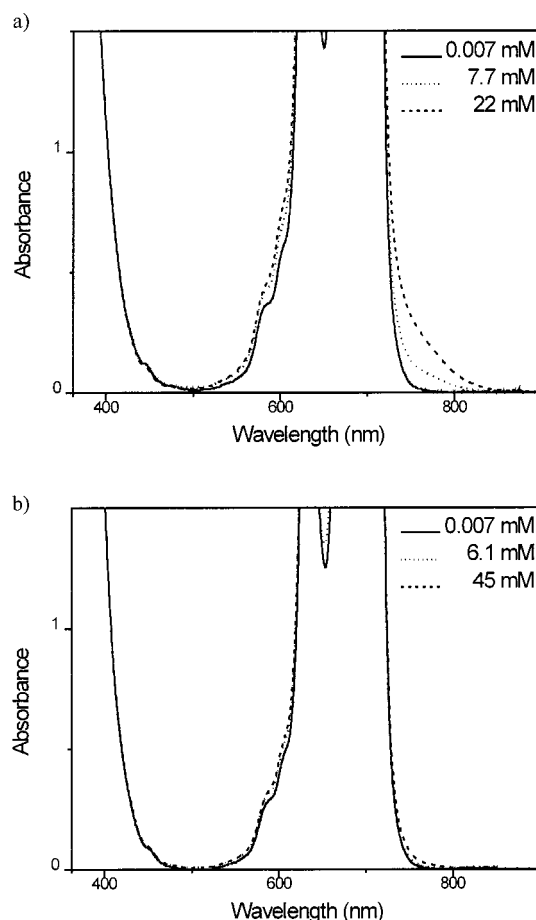 a)
0.007 mM
7.7 mM
22 mM
1
Absorbance
0
400 600 800
Wavelength (nm)
b)
0.007 mM
6.1 mM
45 mM
1
Absorbance
0
400 600 800
Wavelength (nm)